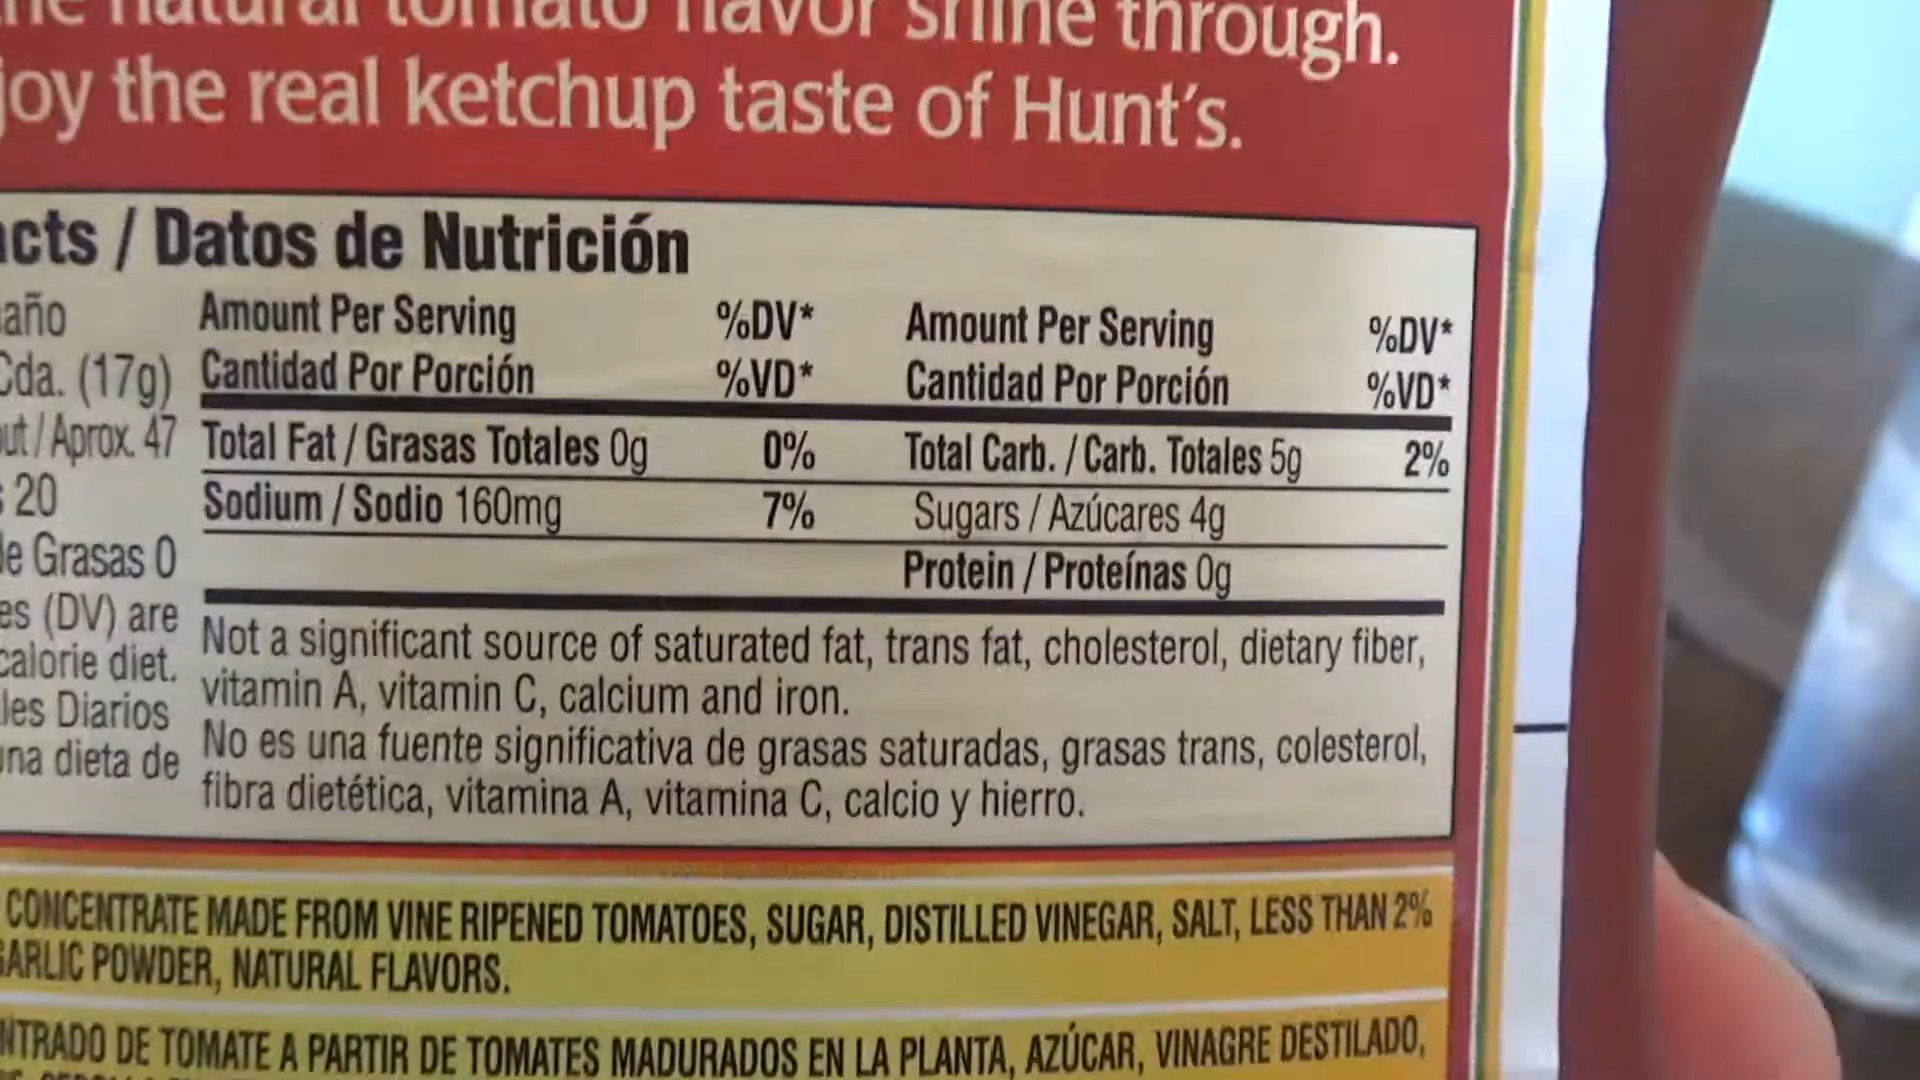 natural tomato flavor shine through.
joy the real ketchup taste of Hunt's.
acts / Datos de Nutrición
año
Cda. (17g)
ut / Aprox. 47
s 20
de Grasas 0
es (DV) are
calorie diet.
les Diarios
una dieta de
Amount Per Serving %DV* Amount Per Serving %DV*
Cantidad Por Porción %VD* Cantidad Por Porción %VD*
Total Fat / Grasas Totales 0g 0% Total Carb. / Carb. Totales 5g 2%
Sodium / Sodio 160mg 7% Sugars / Azúcares 4g
Protein / Proteínas 0g
Not a significant source of saturated fat, trans fat, cholesterol, dietary fiber,
vitamin A, vitamin C, calcium and iron.
No es una fuente significativa de grasas saturadas, grasas trans, colesterol,
fibra dietética, vitamina A, vitamina C, calcio y hierro.
CONCENTRATE MADE FROM VINE RIPENED TOMATOES, SUGAR, DISTILLED VINEGAR, SALT, LESS THAN 2%
GARLIC POWDER, NATURAL FLAVORS.
NTRADO DE TOMATE A PARTIR DE TOMATES MADURADOS EN LA PLANTA, AZÚCAR, VINAGRE DESTILADO,